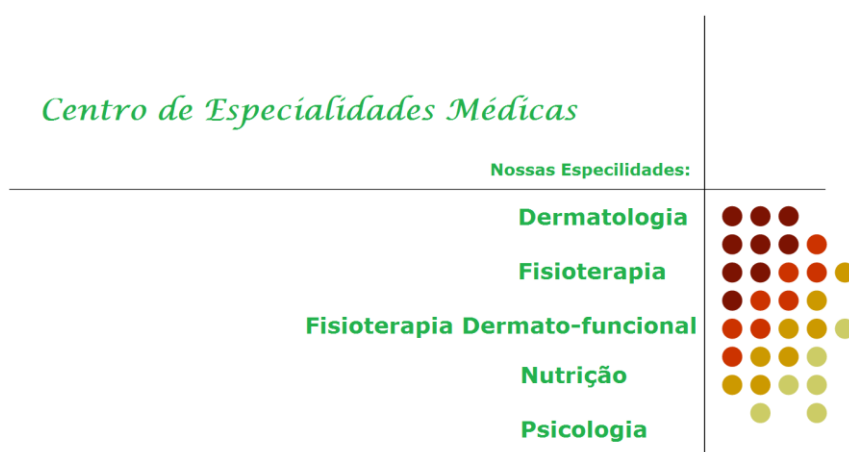 Centro de Especialidades Médicas
Nossas Especilidades:
Dermatologia
Fisioterapia
Fisioterapia Dermato-funcional
Nutrição
Psicologia